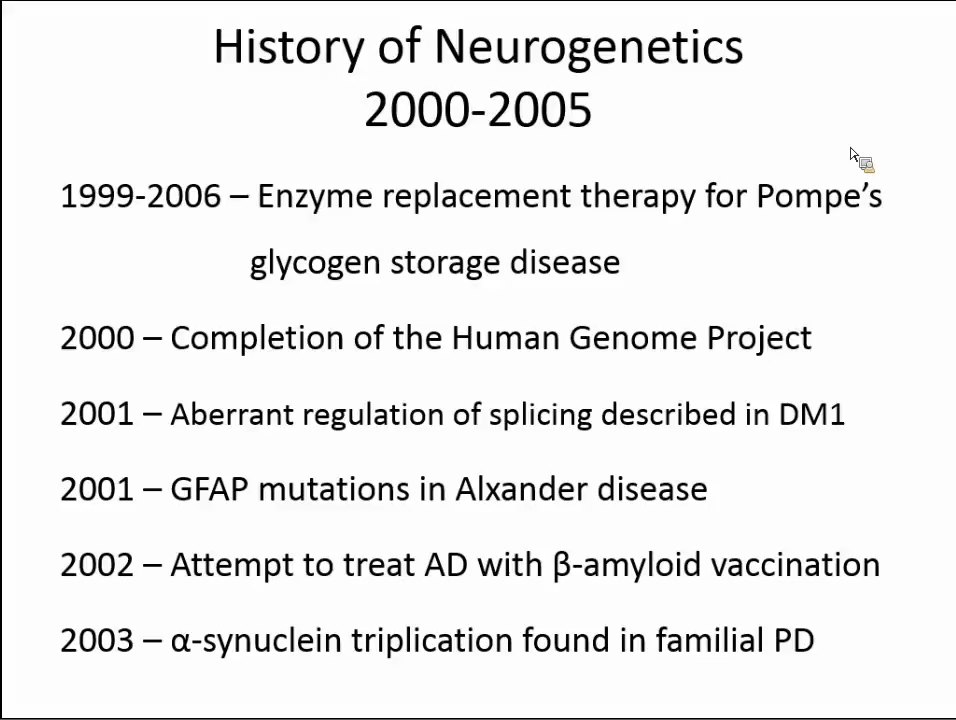 History of Neurogenetics
2000-2005
1999-2006 – Enzyme replacement therapy for Pompe’s
glycogen storage disease
2000 – Completion of the Human Genome Project
2001 – Aberrant regulation of splicing described in DM1
2001 – GFAP mutations in Alxander disease
2002 – Attempt to treat AD with β-amyloid vaccination
2003 – α-synuclein triplication found in familial PD